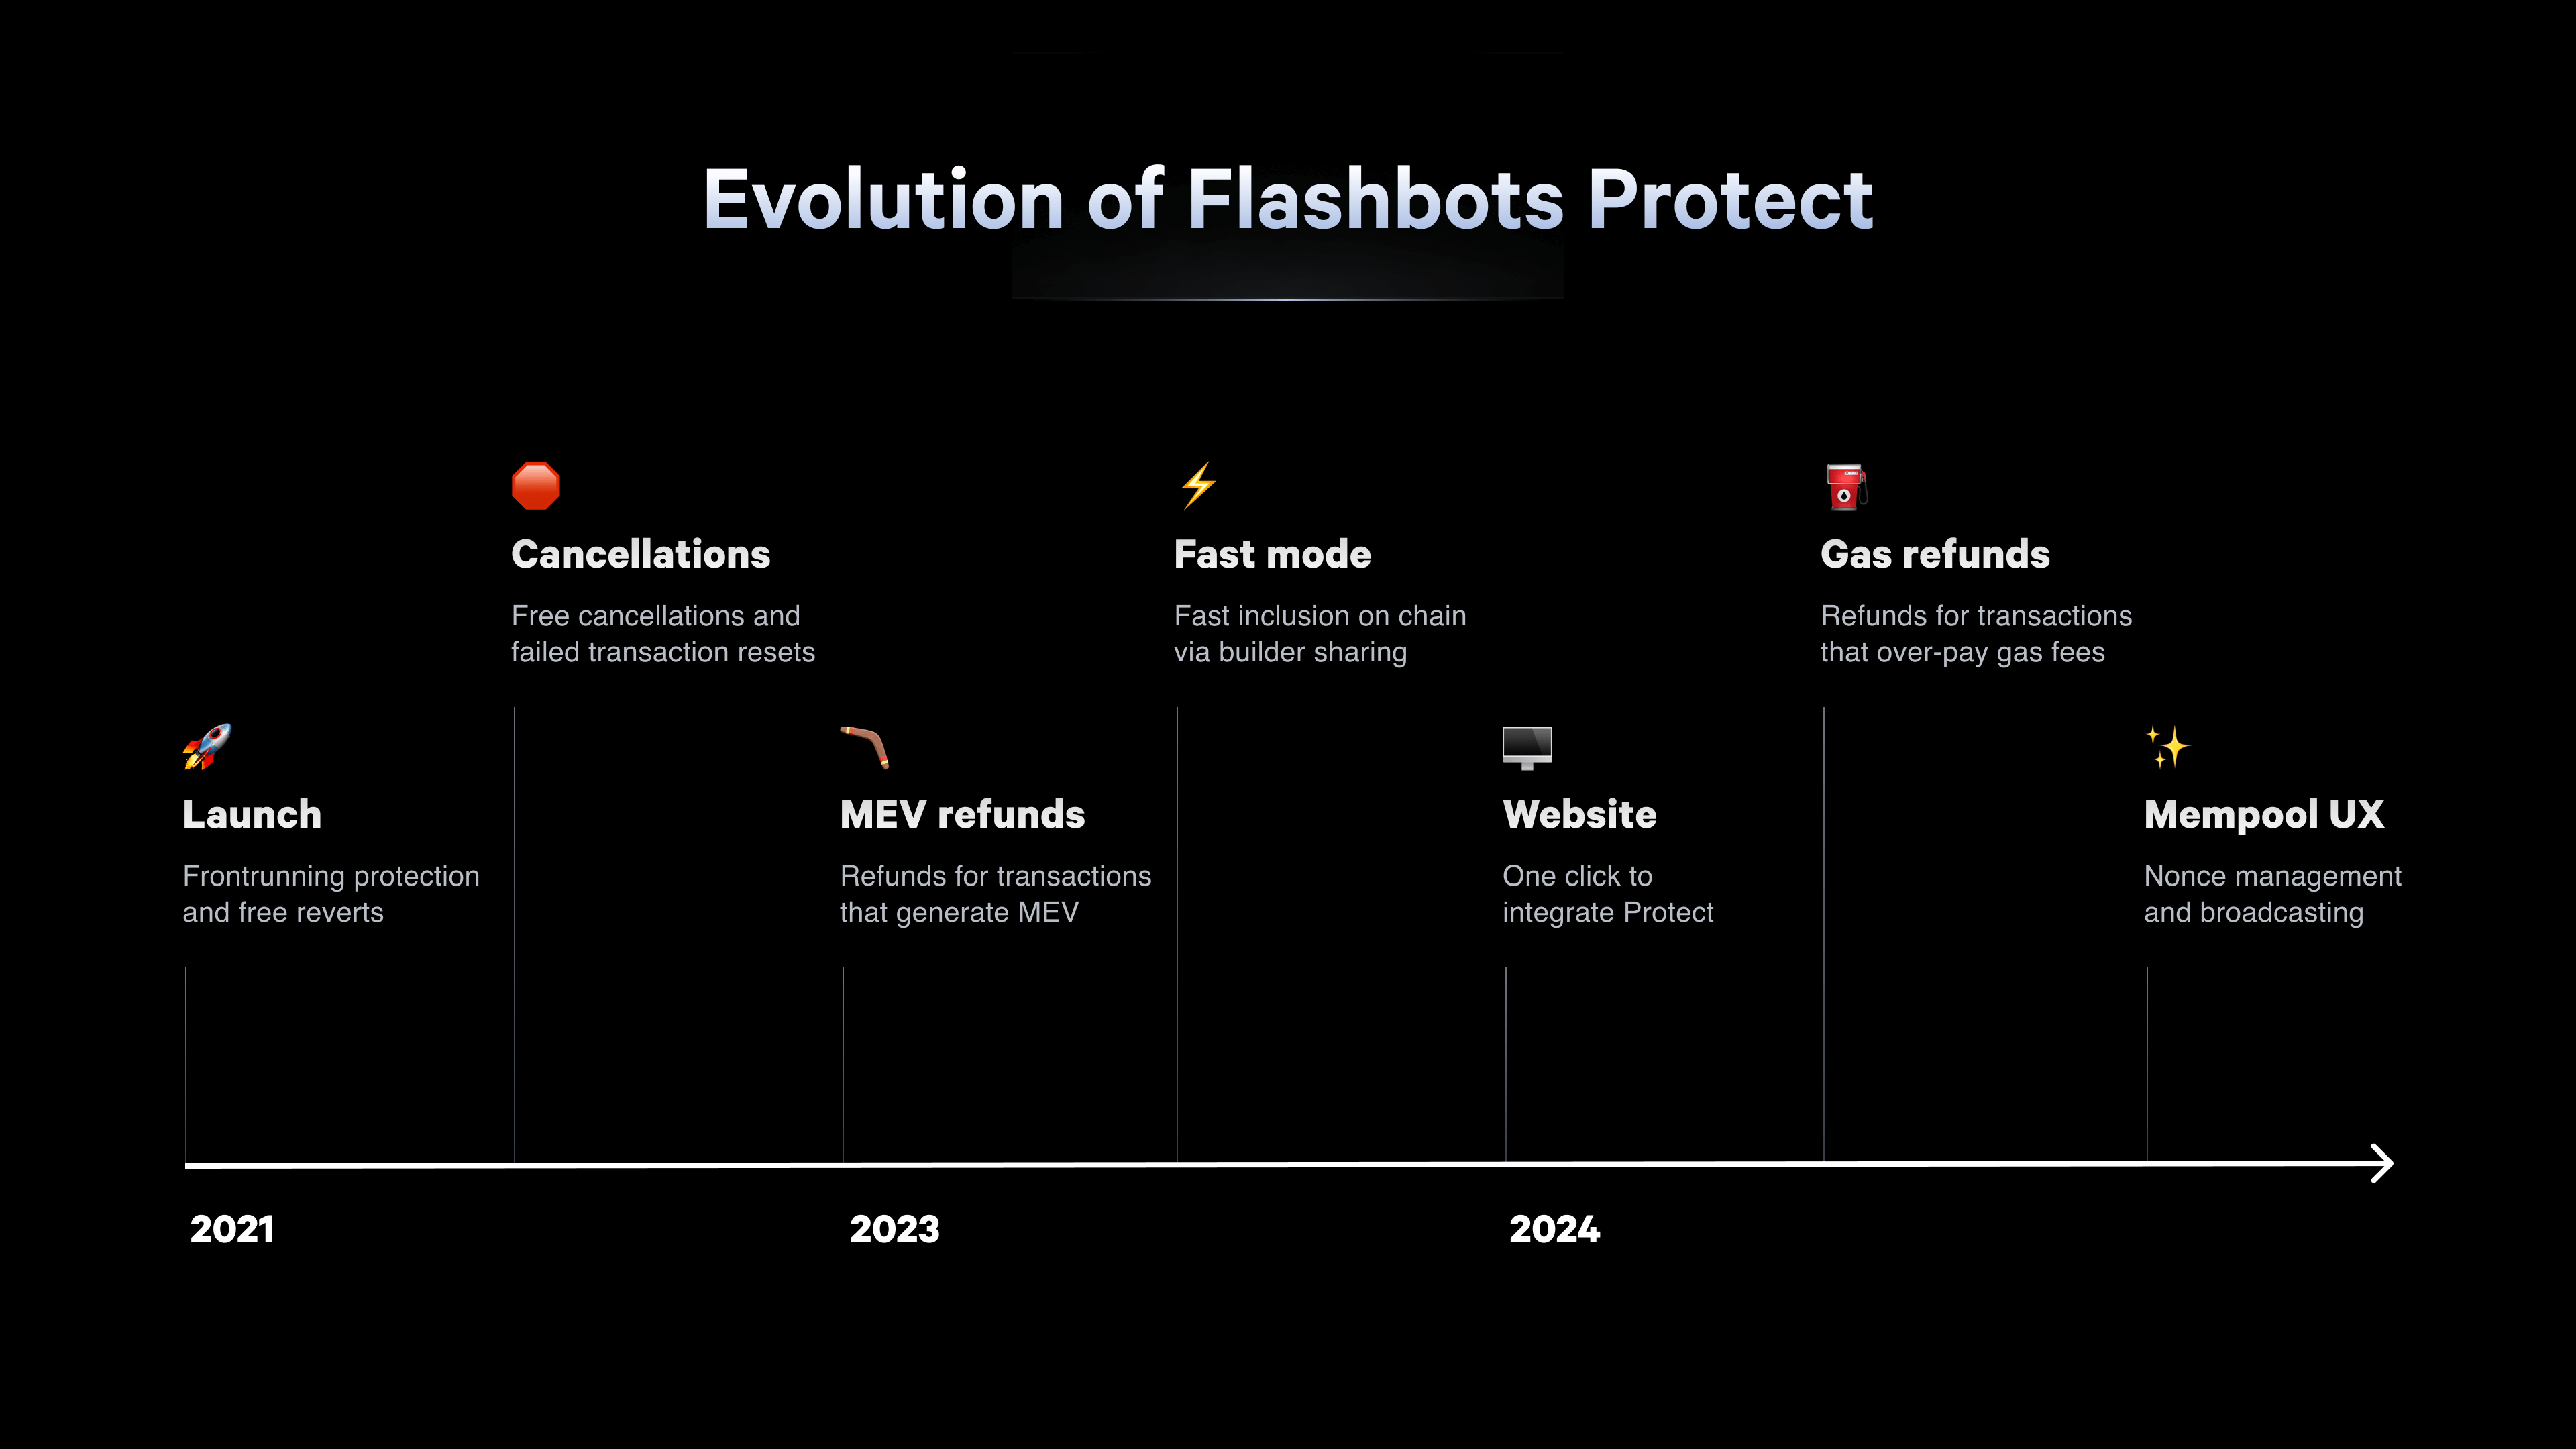 Evolution of Flashbots Protect
Launch
Frontrunning protection
and free reverts
Cancellations
Free cancellations and
failed transaction resets
MEV refunds
Refunds for transactions
that generate MEV
Fast mode
Fast inclusion on chain
via builder sharing
Website
One click to
integrate Protect
Gas refunds
Refunds for transactions
that over-pay gas fees
Mempool UX
Nonce management
and broadcasting
2021
2023
2024